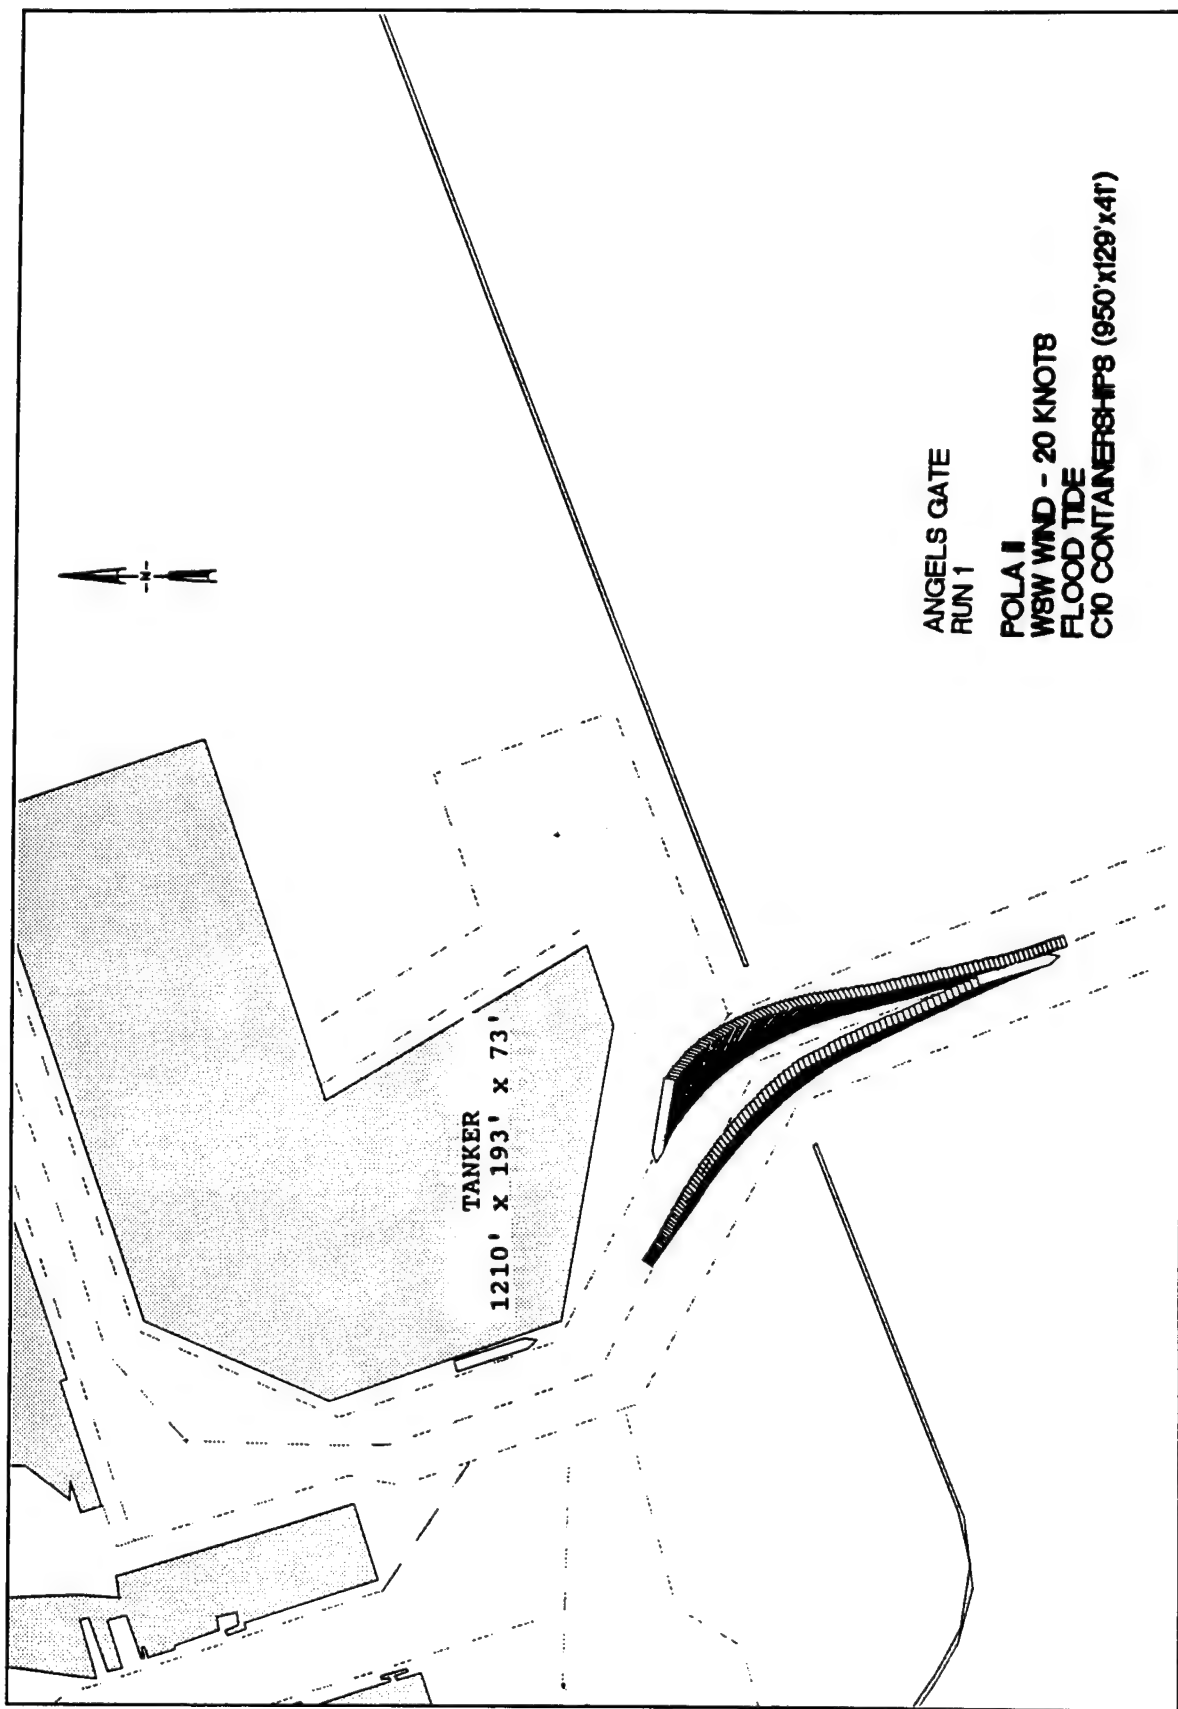 -N-
TANKER
1210' x 193' x 73'
ANGELS GATE
RUN 1
POLA II
WSW WIND - 20 KNOTS
FLOOD TIDE
C10 CONTAINERSHIPS (950'x129'x41')